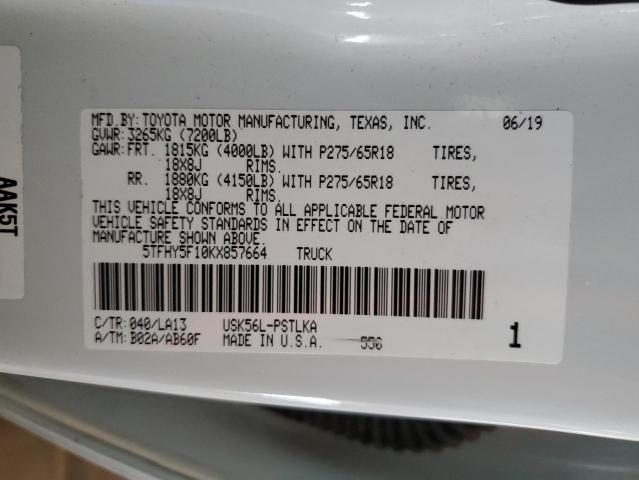 MFD.BY:TOYOTA MOTOR MANUFACTURING, TEXAS, INC. 06/19
GVWR:3265KG (7200LB)
GAWR:FRT. 1815KG (4000LB) WITH P275/65R18 TIRES,
18X8J RIMS.
RR. 1880KG (4150LB) WITH P275/65R18 TIRES,
18X8J RIMS.
THIS VEHICLE CONFORMS TO ALL APPLICABLE FEDERAL MOTOR
VEHICLE SAFETY STANDARDS IN EFFECT ON THE DATE OF
MANUFACTURE SHOWN ABOVE.
5TFHY5F10KX857664 TRUCK
C/TR:040/LA13 USK56L-PSTLKA
A/TM:B02A/AB60F MADE IN U.S.A. 556 1
AAK5T